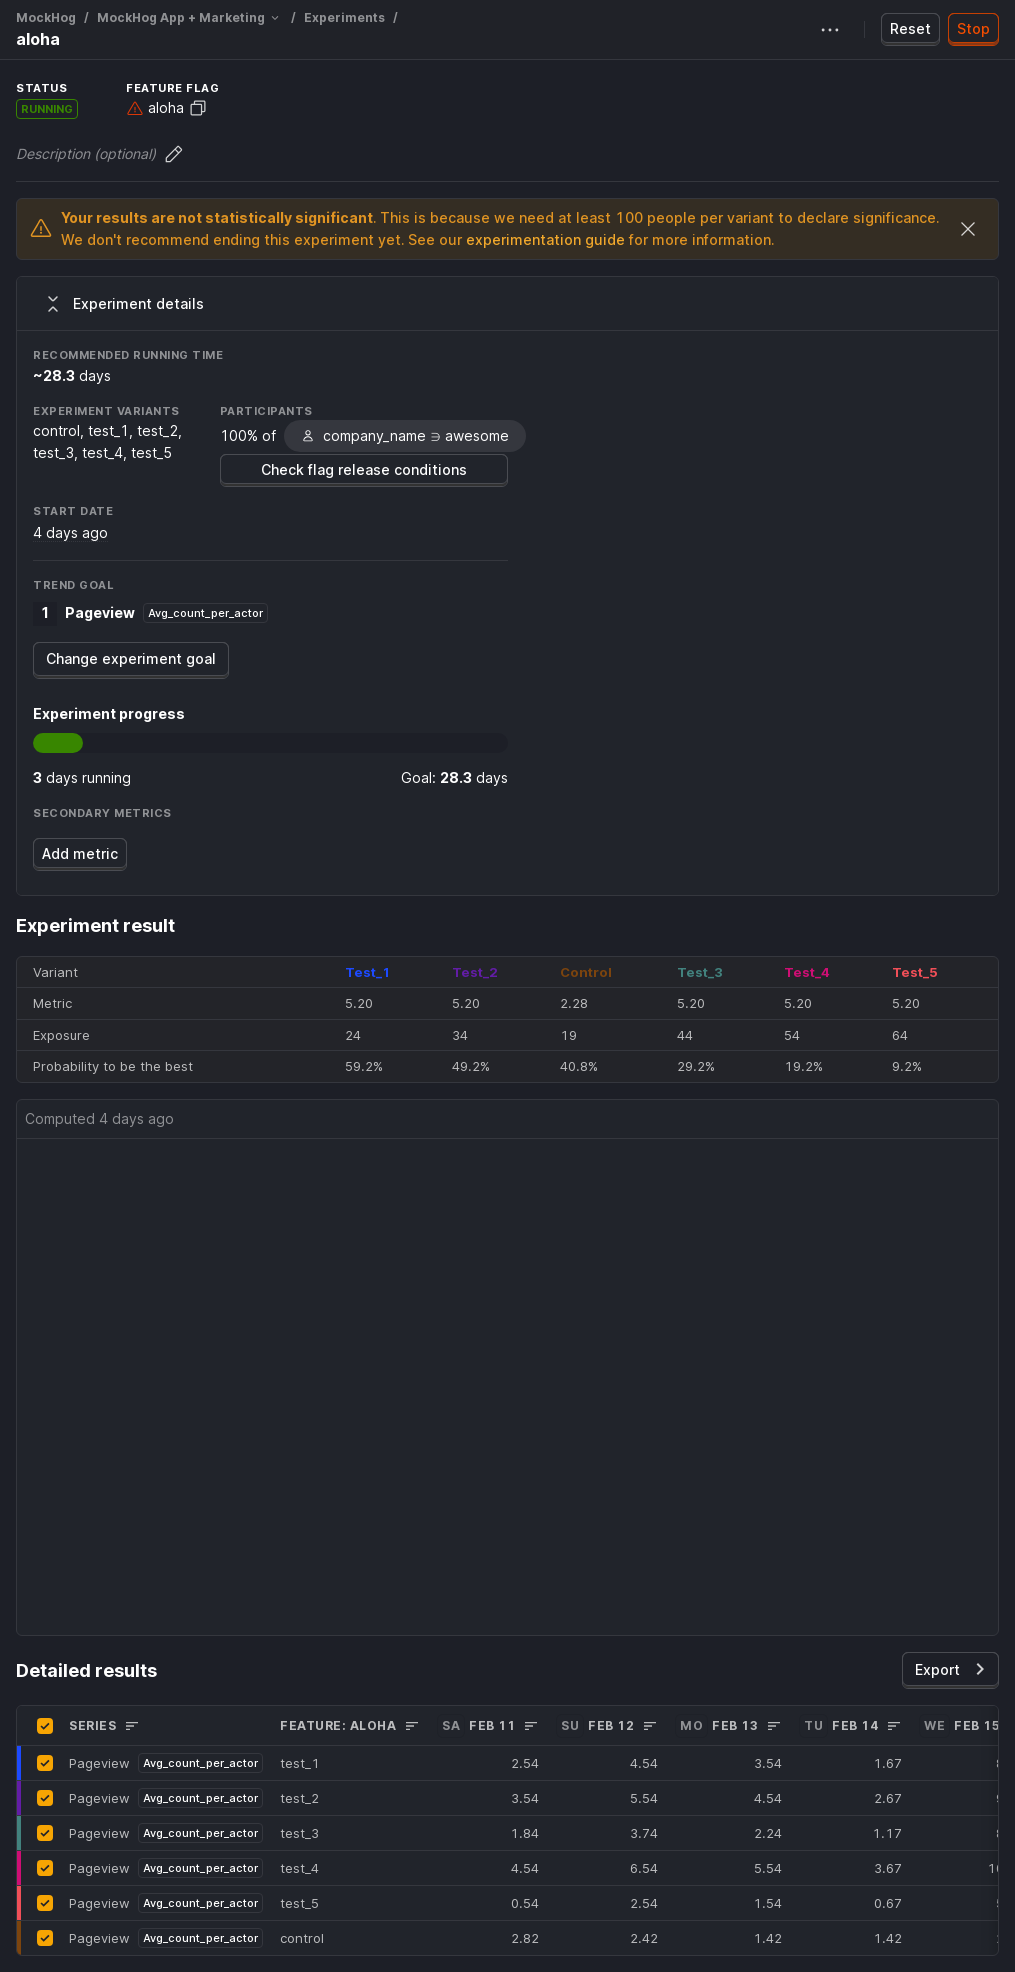 MockHog / MockHog App + Marketing / Experiments /
aloha
Reset
Stop
STATUS
FEATURE FLAG
RUNNING
aloha
Description (optional)
Your results are not statistically significant. This is because we need at least 100 people per variant to declare significance.
We don't recommend ending this experiment yet. See our experimentation guide for more information.
Experiment details
RECOMMENDED RUNNING TIME
~28.3 days
EXPERIMENT VARIANTS
control, test_1, test_2,
test_3, test_4, test_5
PARTICIPANTS
100% of company_name ∋ awesome
Check flag release conditions
START DATE
4 days ago
TREND GOAL
1 Pageview Avg_count_per_actor
Change experiment goal
Experiment progress
3 days running Goal: 28.3 days
SECONDARY METRICS
Add metric
Experiment result
Variant Test_1 Test_2 Control Test_3 Test_4 Test_5
Metric 5.20 5.20 2.28 5.20 5.20 5.20
Exposure 24 34 19 44 54 64
Probability to be the best 59.2% 49.2% 40.8% 29.2% 19.2% 9.2%
Computed 4 days ago
Detailed results
Export
SERIES FEATURE: ALOHA SA FEB 11 SU FEB 12 MO FEB 13 TU FEB 14 WE FEB 15
Pageview Avg_count_per_actor test_1 2.54 4.54 3.54 1.67
Pageview Avg_count_per_actor test_2 3.54 5.54 4.54 2.67
Pageview Avg_count_per_actor test_3 1.84 3.74 2.24 1.17
Pageview Avg_count_per_actor test_4 4.54 6.54 5.54 3.67
Pageview Avg_count_per_actor test_5 0.54 2.54 1.54 0.67
Pageview Avg_count_per_actor control 2.82 2.42 1.42 1.42